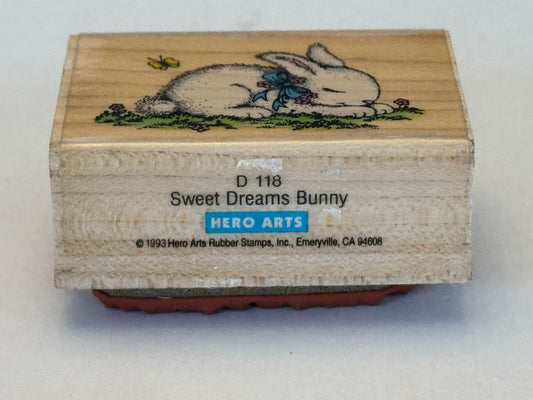 D 118
Sweet Dreams Bunny
HERO ARTS
© 1993 Hero Arts Rubber Stamps, Inc., Emeryville, CA 94608